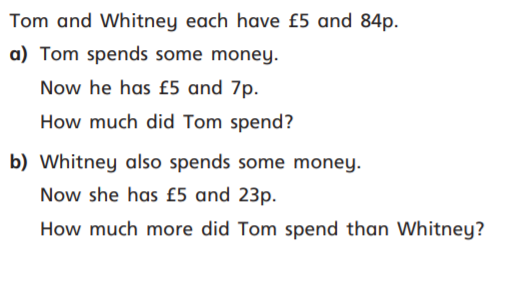 Tom and Whitney each have £5 and 84p.
a) Tom spends some money.
Now he has £5 and 7p.
How much did Tom spend?
b) Whitney also spends some money.
Now she has £5 and 23p.
How much more did Tom spend than Whitney?